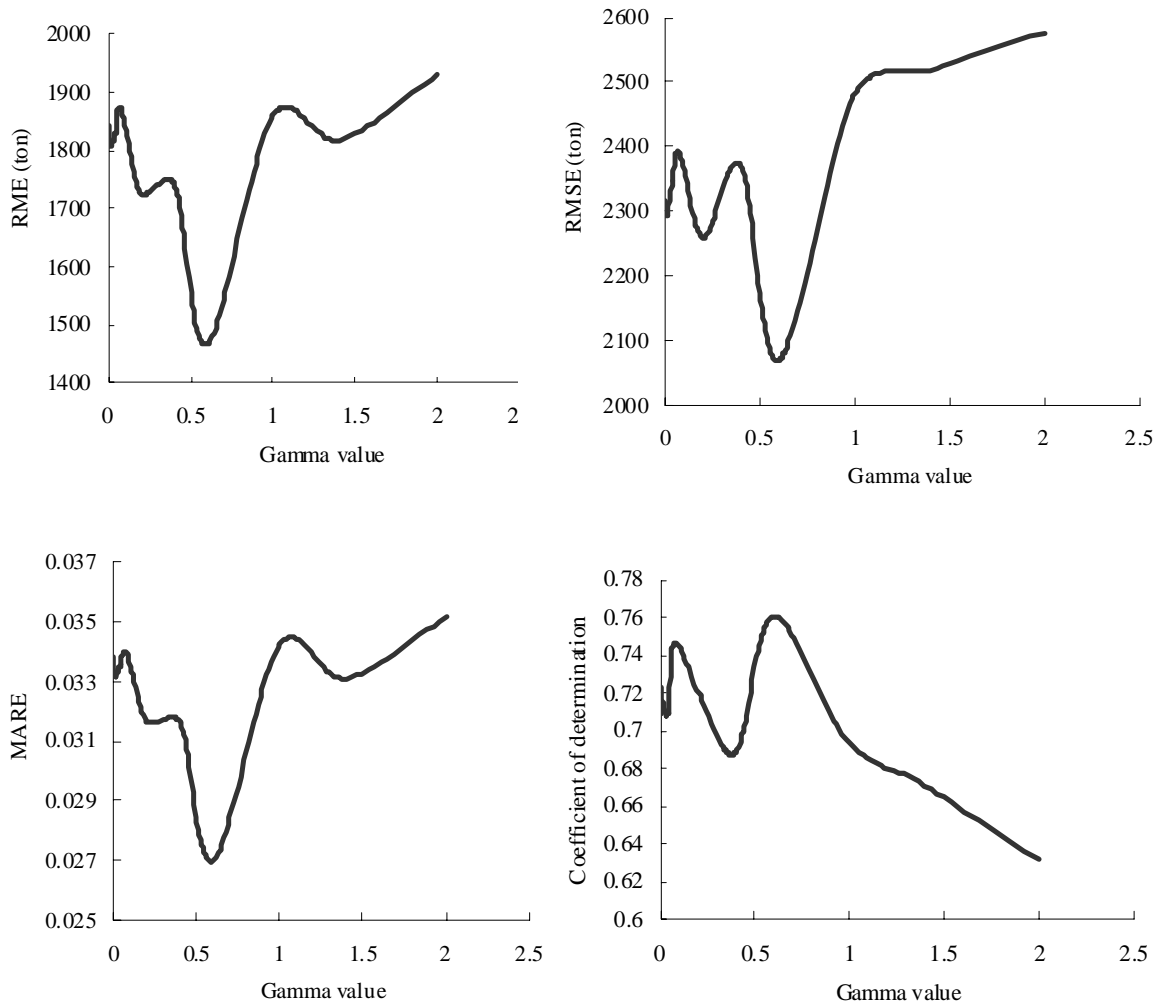 2000
1900
1800
1700
1600
1500
1400
RME (ton)
0 0.5 1 1.5 2 2
Gamma value
2600
2500
2400
2300
2200
2100
2000
RMSE (ton)
0 0.5 1 1.5 2 2.5
Gamma value
0.037
0.035
0.033
0.031
0.029
0.027
0.025
MARE
0 0.5 1 1.5 2 2.5
Gamma value
0.78
0.76
0.74
0.72
0.7
0.68
0.66
0.64
0.62
0.6
Coefficient of determination
0 0.5 1 1.5 2 2.5
Gamma value